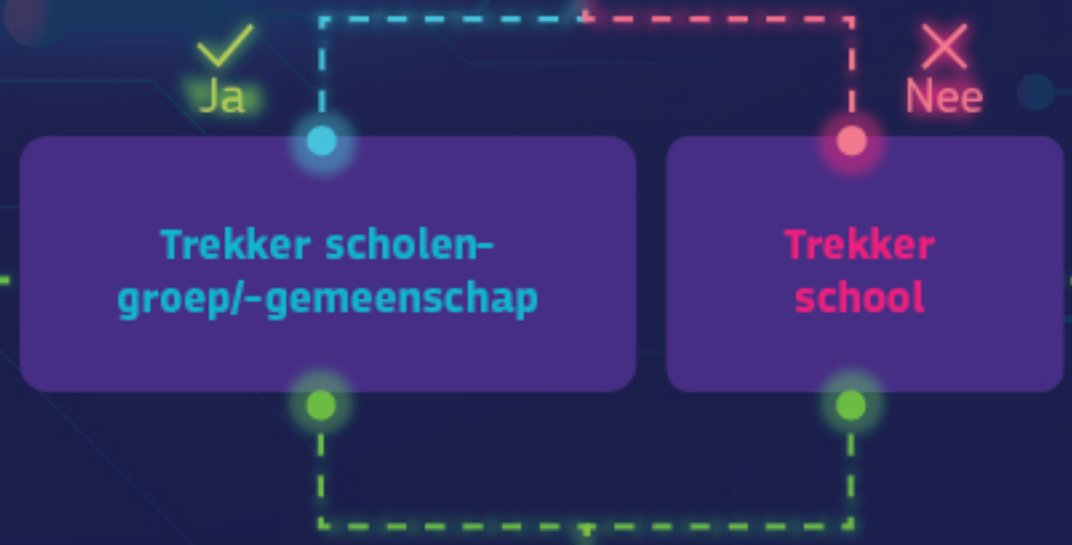 Ja
Nee
Trekker scholen-
groep/-gemeenschap
Trekker
school